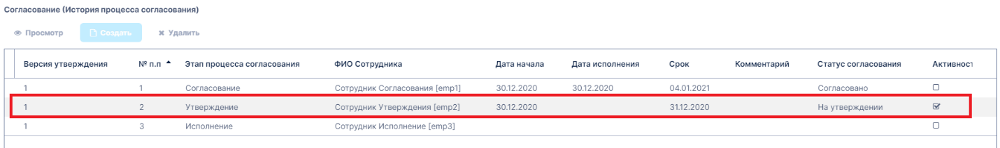 Согласование (История процесса согласования)
Просмотр Создать Удалить
Версия утверждения № п.п Этап процесса согласования ФИО Сотрудника Дата начала Дата исполнения Срок Комментарий Статус согласования Активност
1 1 Согласование Сотрудник Согласования [emp1] 30.12.2020 30.12.2020 04.01.2021 Согласовано
1 2 Утверждение Сотрудник Утверждения [emp2] 30.12.2020 31.12.2020 На утверждении
1 3 Исполнение Сотрудник Исполнение [emp3]